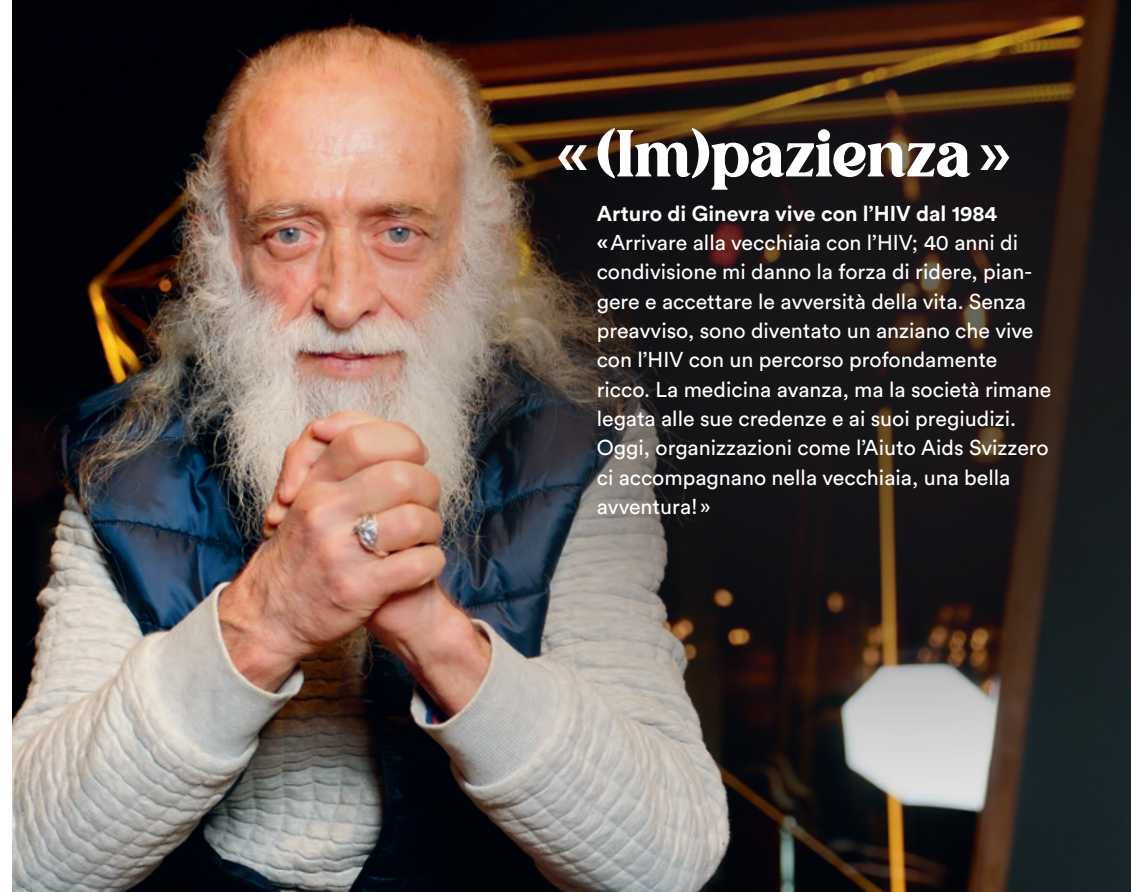 « (Im)pazienza »
Arturo di Ginevra vive con l’HIV dal 1984
«Arrivare alla vecchiaia con l’HIV; 40 anni di
condivisione mi danno la forza di ridere, pian-
gere e accettare le avversità della vita. Senza
preavviso, sono diventato un anziano che vive
con l’HIV con un percorso profondamente
ricco. La medicina avanza, ma la società rimane
legata alle sue credenze e ai suoi pregiudizi.
Oggi, organizzazioni come l’Aiuto Aids Svizzero
ci accompagnano nella vecchiaia, una bella
avventura!»